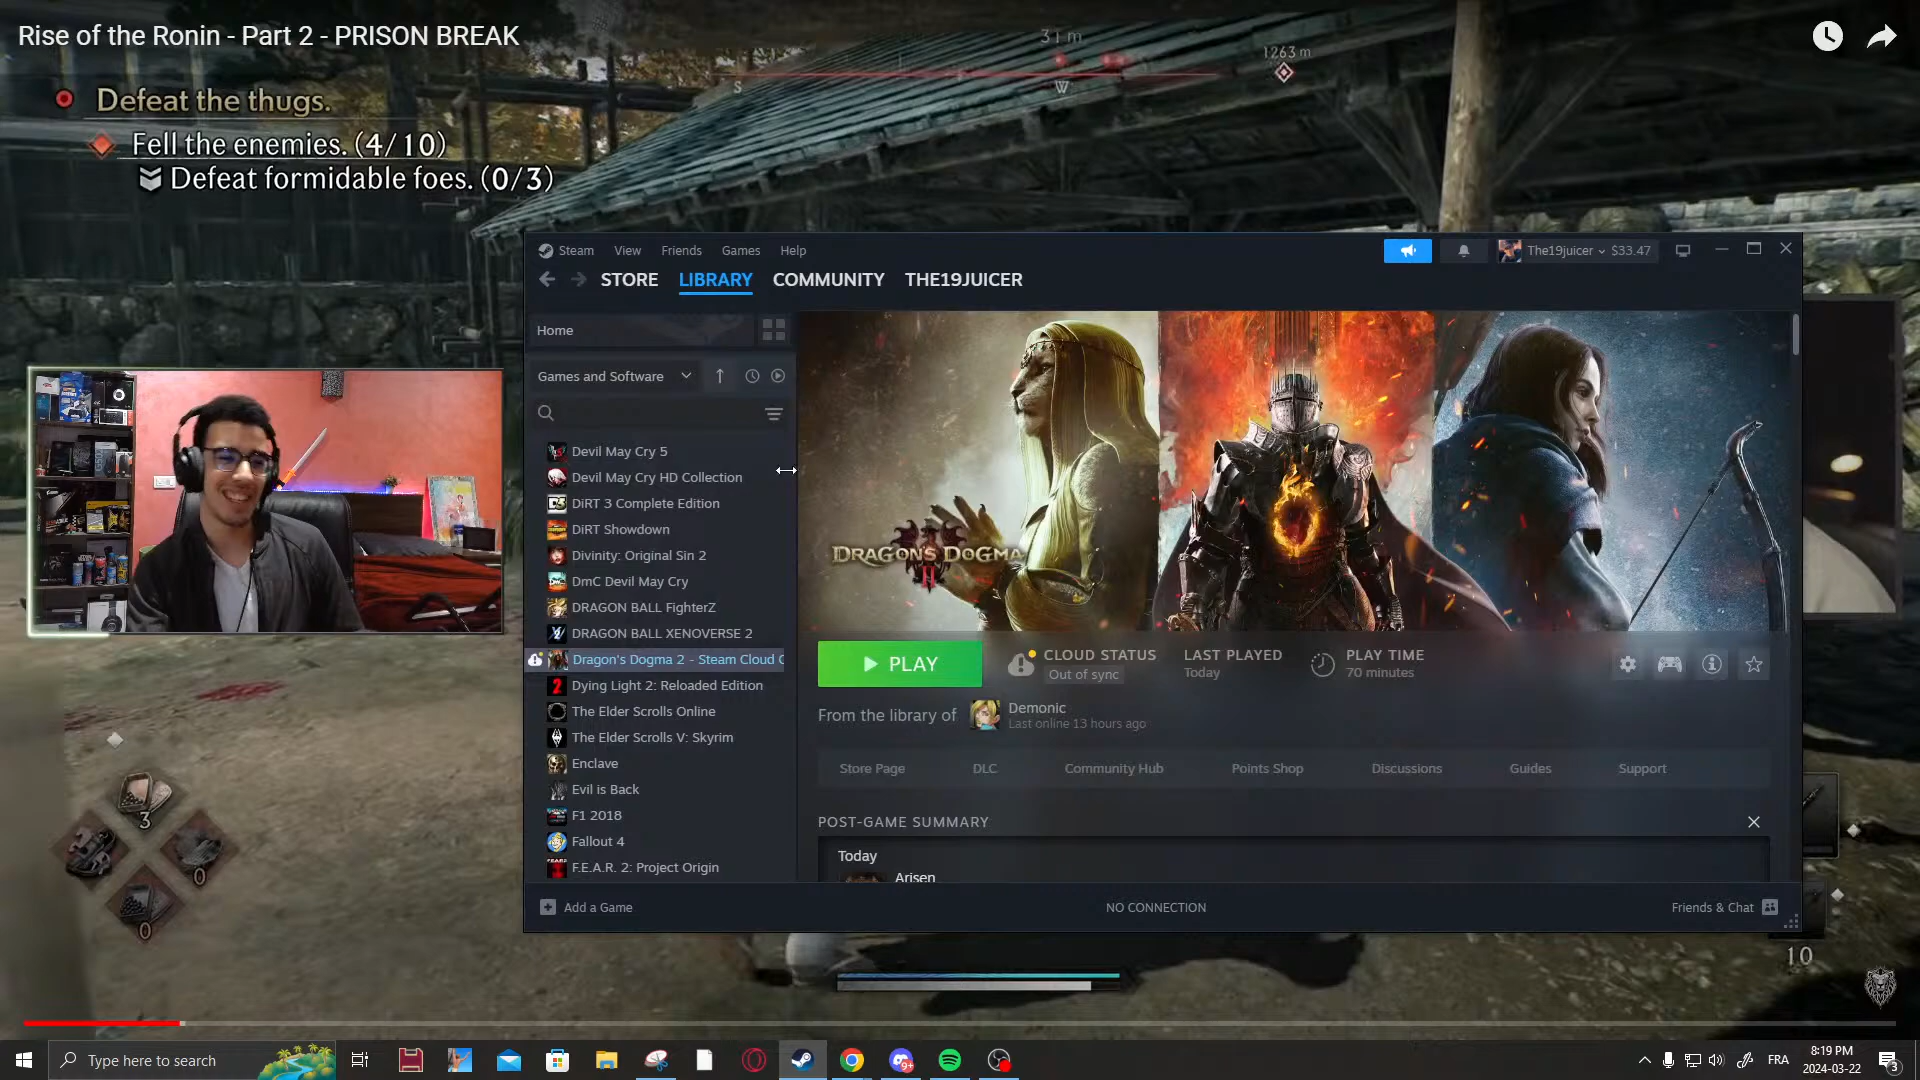 Rise of the Ronin - Part 2 - PRISON BREAK
31 m
1263 m
S
W
Defeat the thugs.
Fell the enemies. (4/10)
Defeat formidable foes. (0/3)
Steam View Friends Games Help
The19juicer $33.47
STORE LIBRARY COMMUNITY THE19JUICER
Home
Games and Software
Devil May Cry 5
Devil May Cry HD Collection
DiRT 3 Complete Edition
DiRT Showdown
Divinity: Original Sin 2
DmC Devil May Cry
DRAGON BALL FighterZ
DRAGON BALL XENOVERSE 2
Dragon's Dogma 2 - Steam Cloud
Dying Light 2: Reloaded Edition
The Elder Scrolls Online
The Elder Scrolls V: Skyrim
Enclave
Evil is Back
F1 2018
Fallout 4
F.E.A.R. 2: Project Origin
DRAGON'S DOGMA
II
PLAY
CLOUD STATUS
Out of sync
LAST PLAYED
Today
PLAY TIME
70 minutes
From the library of
Demonic
Last online 13 hours ago
Store Page DLC Community Hub Points Shop Discussions Guides Support
POST-GAME SUMMARY
Today
Arisen
Add a Game
NO CONNECTION
Friends & Chat
3
0
0
10
Type here to search
9+
FRA
8:19 PM
2024-03-22
3